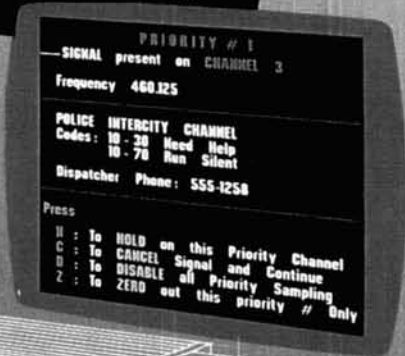 PRIORITY # 1
SIGNAL present on CHANNEL 3
Frequency 460.125
POLICE INTERCITY CHANNEL
Codes: 10-30 Need Help
10-70 Run Silent
Dispatcher Phone: 555-1258
Press
H : To HOLD on this Priority Channel
C : To CANCEL Signal and Continue
D : To DISABLE all Priority Sampling
Z : To ZERO out this priority # Only